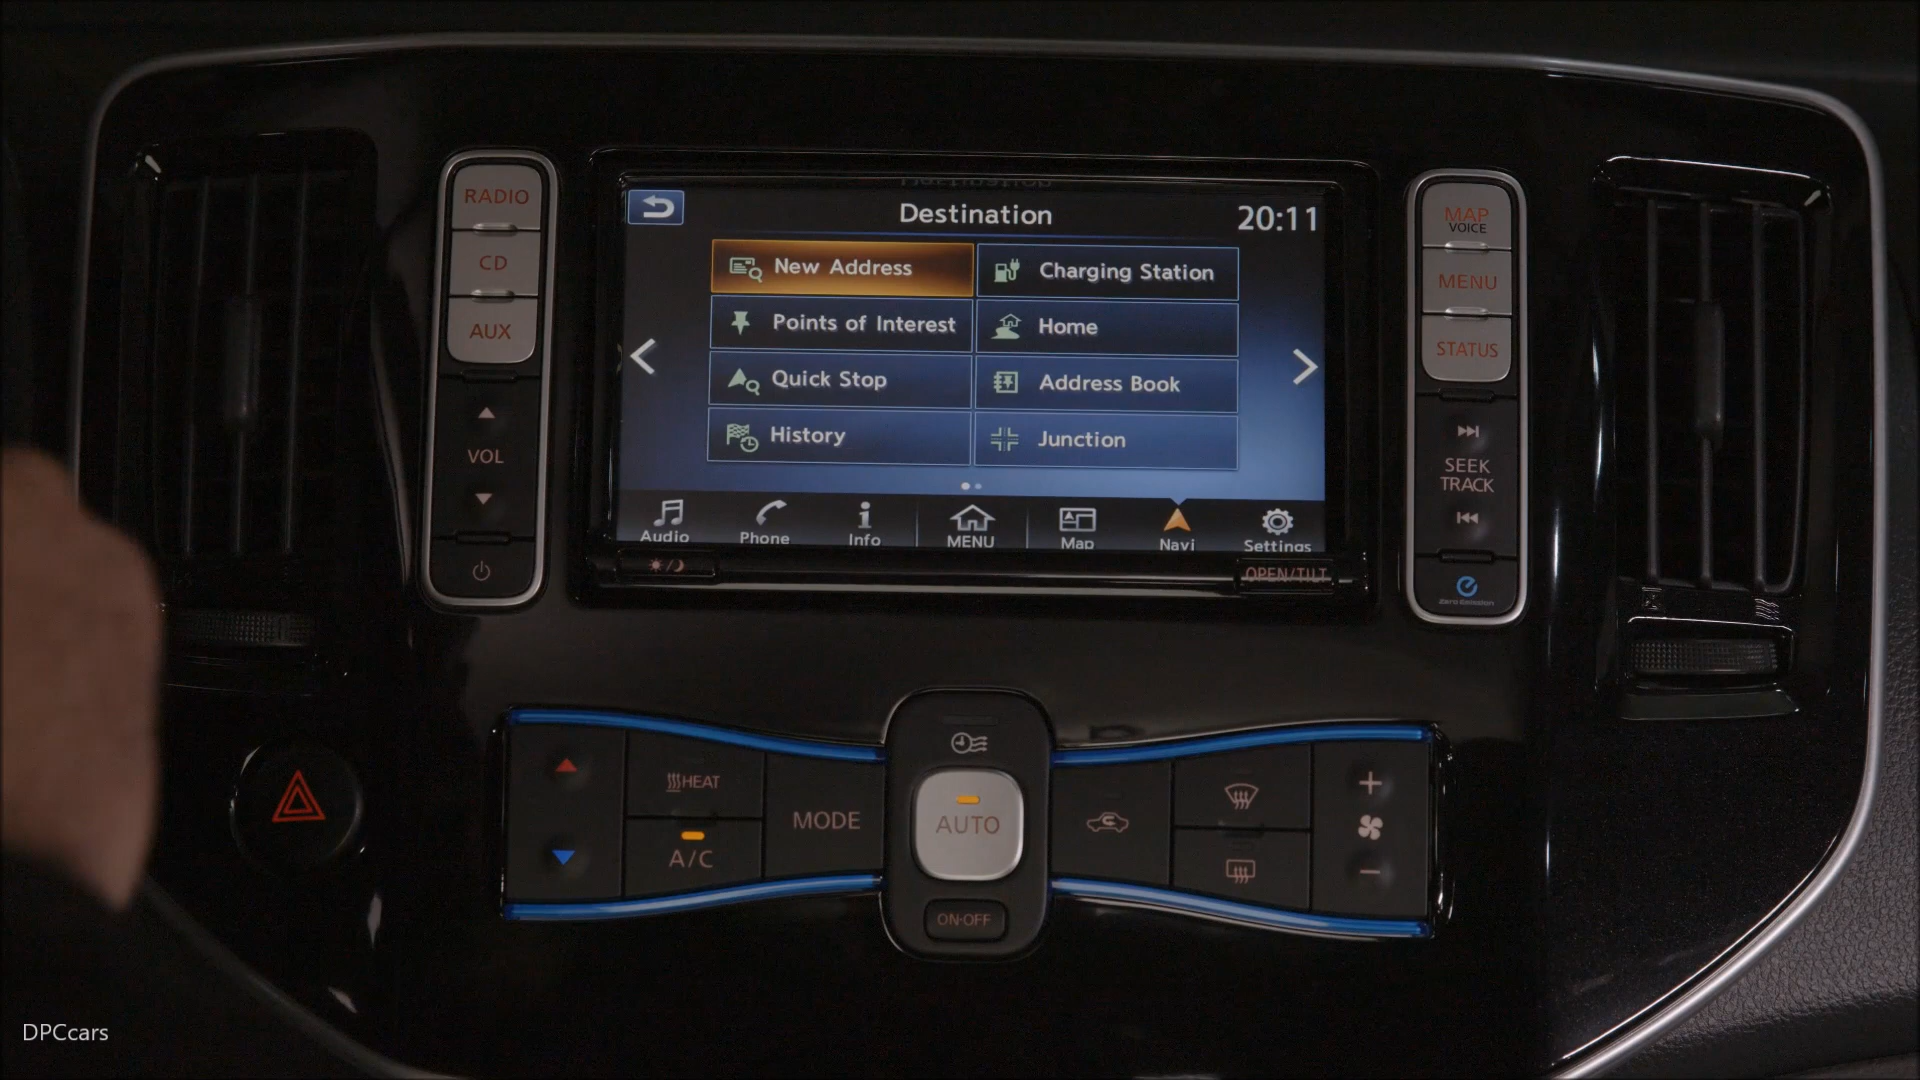 RADIO
CD
AUX
VOL
Destination
20:11
New Address
Charging Station
Points of Interest
Home
Quick Stop
Address Book
History
Junction
Audio
Phone
Info
MENU
Map
Navi
Settings
OPEN/TILT
MAP
VOICE
MENU
STATUS
SEEK
TRACK
Zero Emission
HEAT
A/C
MODE
AUTO
ON·OFF
DPCcars